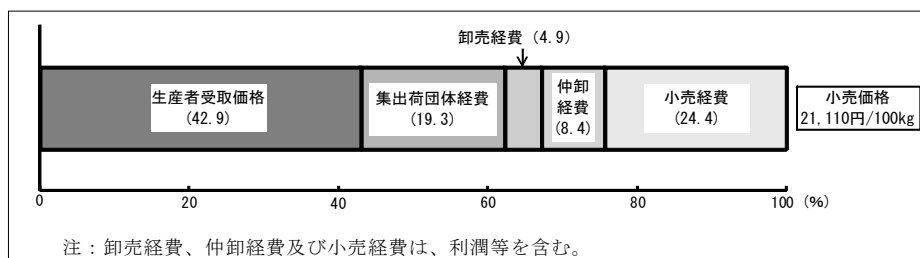 卸売経費（4.9）
生産者受取価格
(42.9)
集出荷団体経費
(19.3)
仲卸
経費
(8.4)
小売経費
(24.4)
小売価格
21,110円/100kg
0 20 40 60 80 100 (%)
注：卸売経費、仲卸経費及び小売経費は、利潤等を含む。